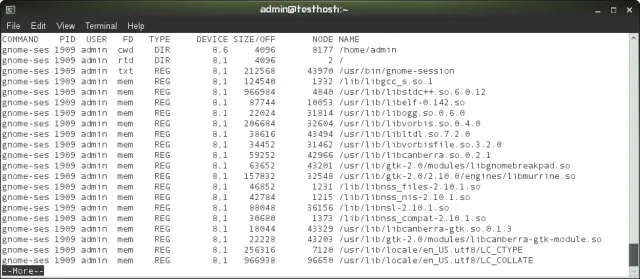 admin@testhost:~
File Edit View Terminal Help
COMMAND PID USER FD TYPE DEVICE SIZE/OFF NODE NAME
gnome-ses 1909 admin cwd DIR 8,6 4096 8177 /home/admin
gnome-ses 1909 admin rtd DIR 8,1 4096 2 /
gnome-ses 1909 admin txt REG 8,1 212568 43970 /usr/bin/gnome-session
gnome-ses 1909 admin mem REG 8,1 124540 1332 /lib/libgcc_s.so.1
gnome-ses 1909 admin mem REG 8,1 966984 4840 /usr/lib/libstdc++.so.6.0.12
gnome-ses 1909 admin mem REG 8,1 87744 10053 /usr/lib/libelf-0.142.so
gnome-ses 1909 admin mem REG 8,1 22024 31814 /usr/lib/libogg.so.0.6.0
gnome-ses 1909 admin mem REG 8,1 206684 32604 /usr/lib/libvorbis.so.0.4.0
gnome-ses 1909 admin mem REG 8,1 38616 43494 /usr/lib/libltdl.so.7.2.0
gnome-ses 1909 admin mem REG 8,1 34452 31462 /usr/lib/libvorbisfile.so.3.2.0
gnome-ses 1909 admin mem REG 8,1 59252 42966 /usr/lib/libcanberra.so.0.2.1
gnome-ses 1909 admin mem REG 8,1 63652 43201 /usr/lib/gtk-2.0/modules/libgnomebreakpad.so
gnome-ses 1909 admin mem REG 8,1 157832 32548 /usr/lib/gtk-2.0/2.10.0/engines/libmurrine.so
gnome-ses 1909 admin mem REG 8,1 46852 1231 /lib/libnss_files-2.10.1.so
gnome-ses 1909 admin mem REG 8,1 42784 1215 /lib/libnss_nis-2.10.1.so
gnome-ses 1909 admin mem REG 8,1 88048 36156 /lib/libnsl-2.10.1.so
gnome-ses 1909 admin mem REG 8,1 30680 1373 /lib/libnss_compat-2.10.1.so
gnome-ses 1909 admin mem REG 8,1 18044 43329 /usr/lib/libcanberra-gtk.so.0.1.3
gnome-ses 1909 admin mem REG 8,1 22228 43203 /usr/lib/gtk-2.0/modules/libcanberra-gtk-module.so
gnome-ses 1909 admin mem REG 8,1 256316 7120 /usr/lib/locale/en_US.utf8/LC_CTYPE
gnome-ses 1909 admin mem REG 8,1 966938 96650 /usr/lib/locale/en_US.utf8/LC_COLLATE
--More--